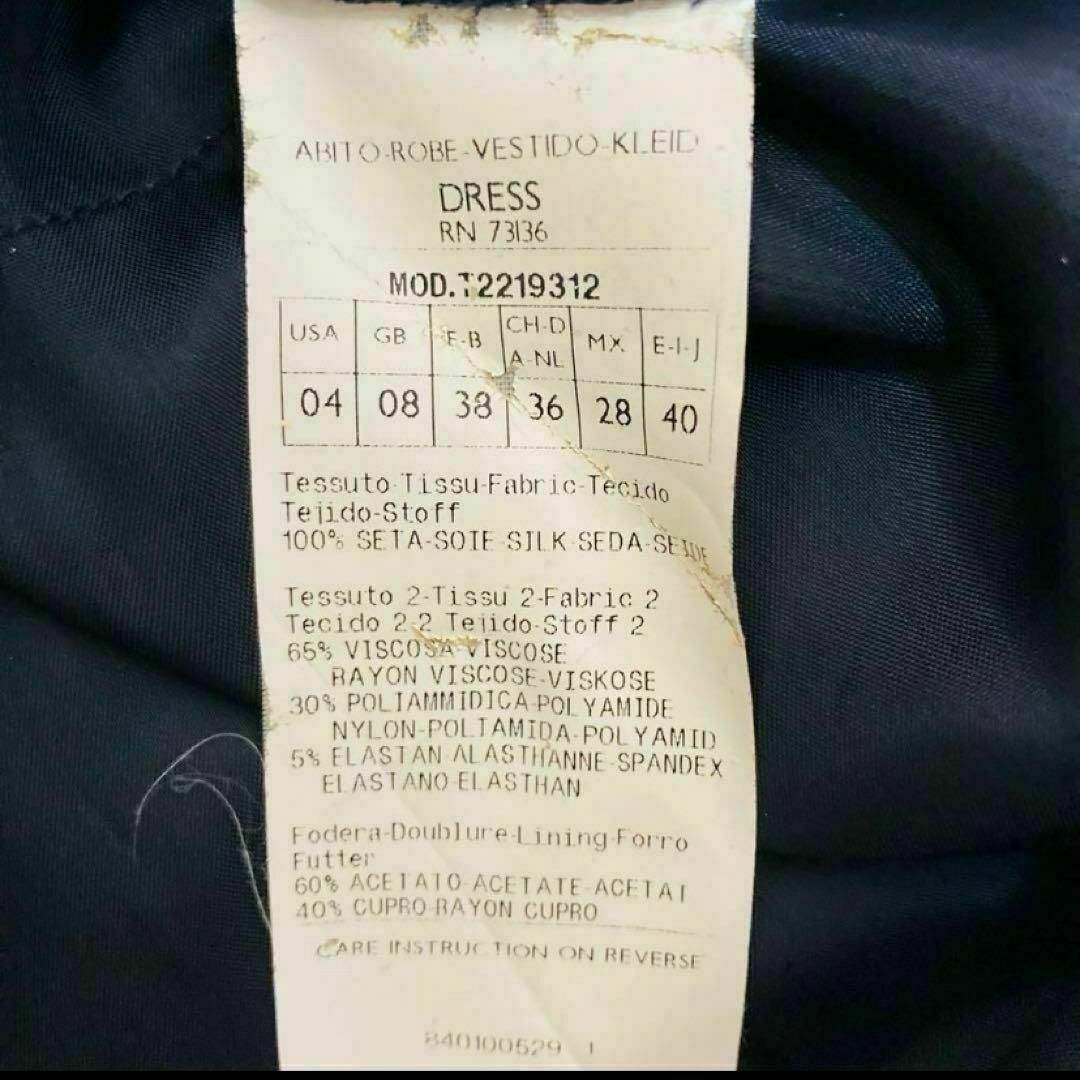 ABITO-ROBE-VESTIDO-KLEID
DRESS
RN 73136
MOD.T2219312
USA GB F-B CH-D A-NL MX E-I-J
04 08 38 36 28 40
Tessuto-Tissu-Fabric-Tecido
Tejido-Stoff
100% SETA-SOIE-SILK-SEDA-SEIDE
Tessuto 2-Tissu 2-Fabric 2
Tecido 2-2 Tejido-Stoff 2
65% VISCOSA VISCOSE
RAYON VISCOSE-VISKOSE
30% POLIAMMIDICA-POLYAMIDE
NYLON-POLIAMIDA-POLYAMID
5% ELASTAN-ALASTHANNE-SPANDEX
ELASTANO-ELASTHAN
Fodera-Doublure-Lining-Forro
Futter
60% ACETATO-ACETATE-ACETAT
40% CUPRO-RAYON CUPRO
CARE INSTRUCTION ON REVERSE
840100529 1